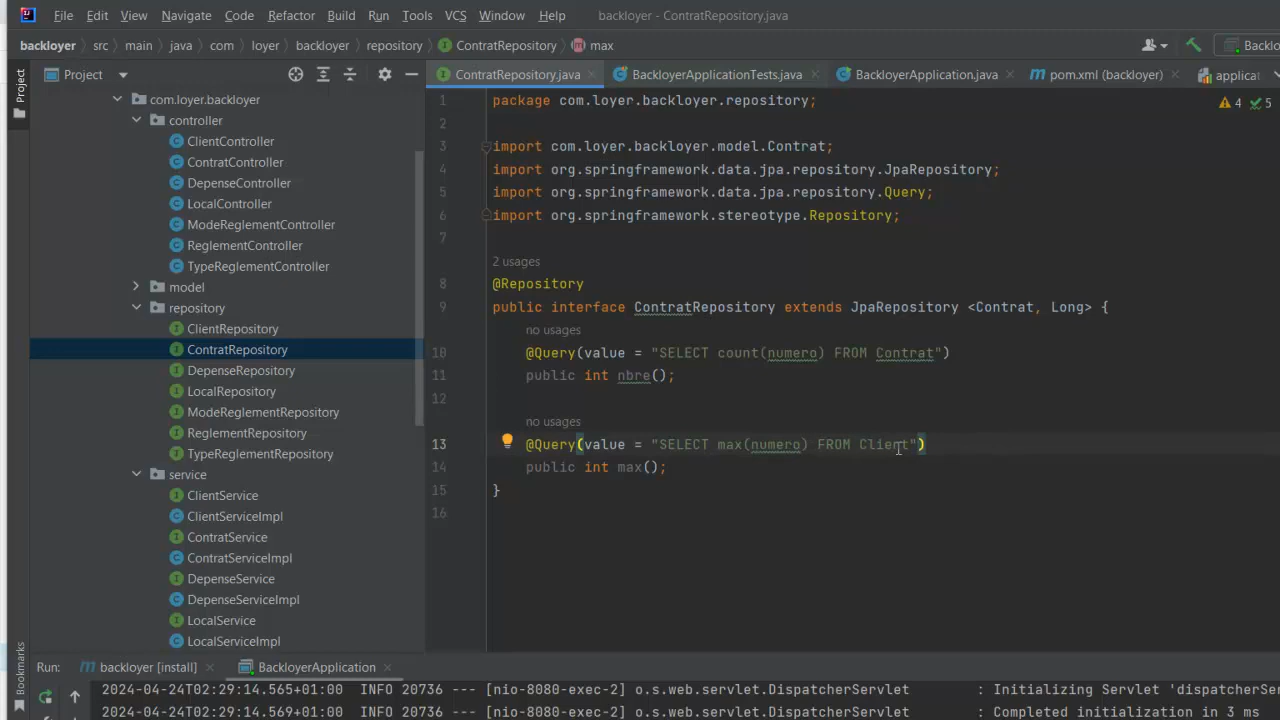 File Edit View Navigate Code Refactor Build Run Tools VCS Window Help backloyer - ContratRepository.java
backloyer src main java com loyer backloyer repository ContratRepository max Backlo
Project
Project
ContratRepository.java BackloyerApplicationTests.java BackloyerApplication.java pom.xml (backloyer) applicat
com.loyer.backloyer
controller
ClientController
ContratController
DepenseController
LocalController
ModeReglementController
ReglementController
TypeReglementController
model
repository
ClientRepository
ContratRepository
DepenseRepository
LocalRepository
ModeReglementRepository
ReglementRepository
TypeReglementRepository
service
ClientService
ClientServiceImpl
ContratService
ContratServiceImpl
DepenseService
DepenseServiceImpl
LocalService
LocalServiceImpl
4 5
1 package com.loyer.backloyer.repository;
2
3 import com.loyer.backloyer.model.Contrat;
4 import org.springframework.data.jpa.repository.JpaRepository;
5 import org.springframework.data.jpa.repository.Query;
6 import org.springframework.stereotype.Repository;
7
2 usages
8 @Repository
9 public interface ContratRepository extends JpaRepository <Contrat, Long> {
no usages
10 @Query(value = "SELECT count(numero) FROM Contrat")
11 public int nbre();
12
no usages
13 @Query(value = "SELECT max(numero) FROM Client")
14 public int max();
15 }
16
Bookmarks
Run: backloyer [install] BackloyerApplication
2024-04-24T02:29:14.565+01:00 INFO 20736 --- [nio-8080-exec-2] o.s.web.servlet.DispatcherServlet : Initializing Servlet 'dispatcherSer
2024-04-24T02:29:14.569+01:00 INFO 20736 --- [nio-8080-exec-2] o.s.web.servlet.DispatcherServlet : Completed initialization in 3 ms